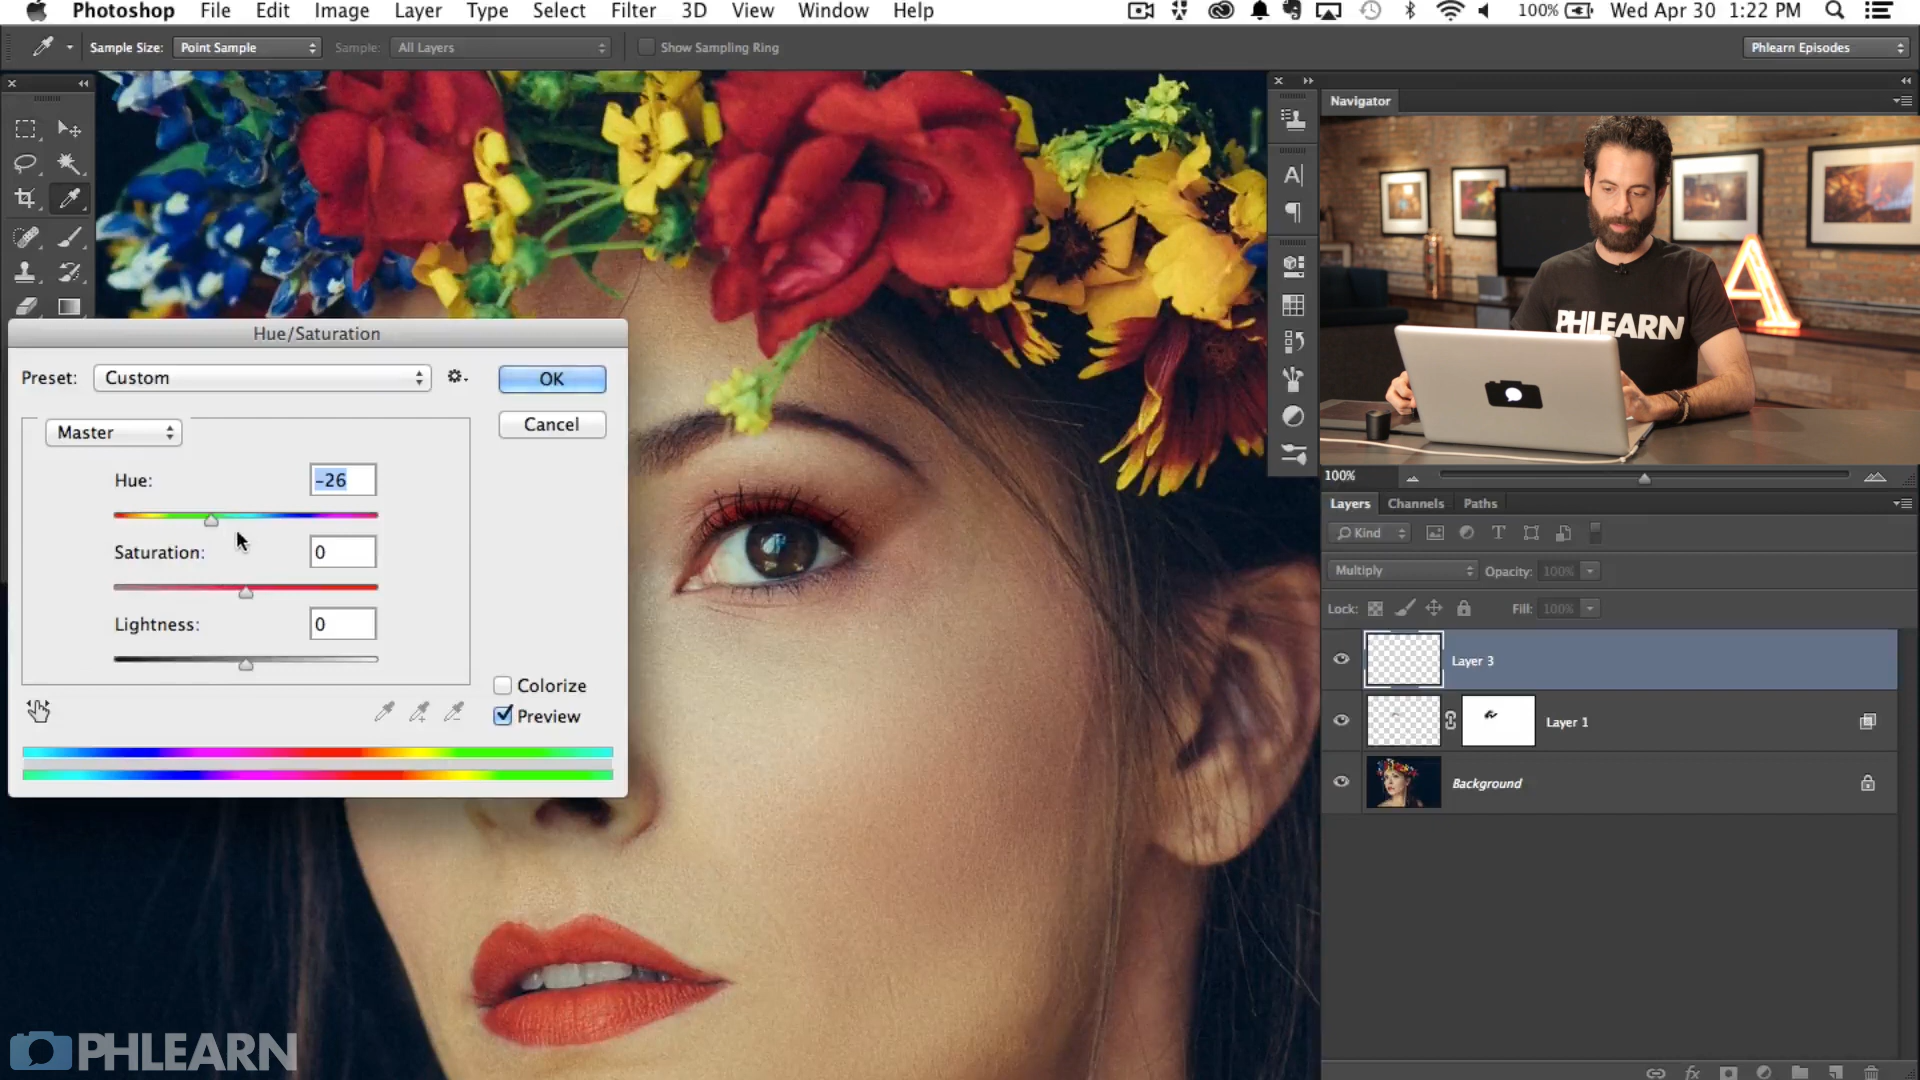 Photoshop File Edit Image Layer Type Select Filter 3D View Window Help 100% Wed Apr 30 1:22 PM
Sample Size: Point Sample Sample: All Layers Show Sampling Ring Phlearn Episodes
Navigator
PHLEARN
A
100%
Hue/Saturation
Preset: Custom OK
Cancel
Master
Hue: -26
Saturation: 0
Lightness: 0
Colorize
Preview
Layers Channels Paths
Kind
Multiply Opacity: 100%
Lock: Fill: 100%
Layer 3
Layer 1
Background
fx
PHLEARN